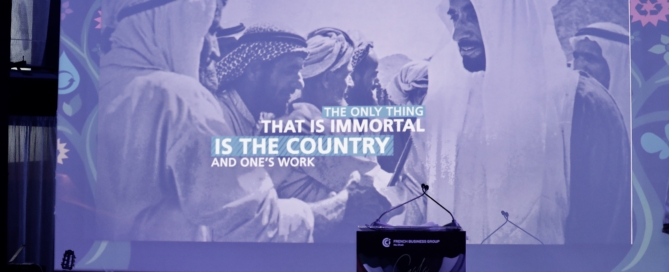 THE ONLY THING
THAT IS IMMORTAL
IS THE COUNTRY
AND ONE'S WORK
FRENCH BUSINESS GROUP